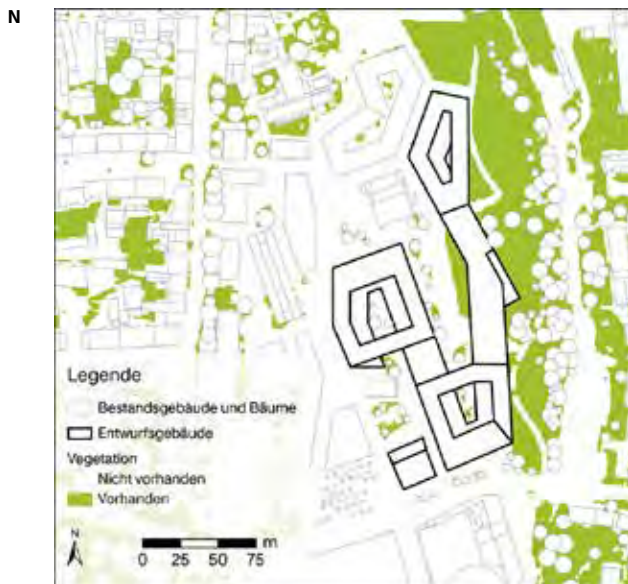 N
Legende
Bestandsgebäude und Bäume
Entwurfsgebäude
Vegetation
Nicht vorhanden
Vorhanden
N
m
0 25 50 75